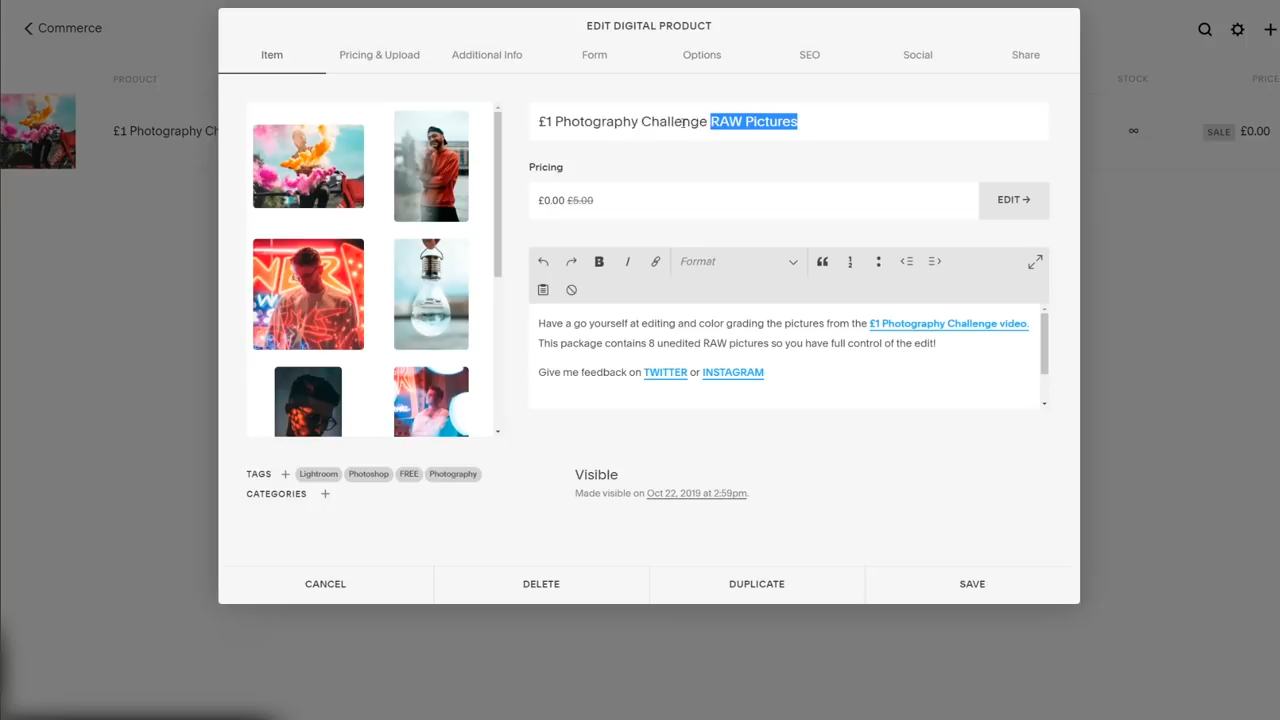 Commerce
EDIT DIGITAL PRODUCT
Item
Pricing & Upload
Additional Info
Form
Options
SEO
Social
Share
PRODUCT
STOCK
PRICE
£1 Photography Ch
∞
SALE
£0.00
£1 Photography Challenge RAW Pictures
Pricing
£0.00 £5.00
EDIT →
B
I
Format
Have a go yourself at editing and color grading the pictures from the £1 Photography Challenge video.
This package contains 8 unedited RAW pictures so you have full control of the edit!
Give me feedback on TWITTER or INSTAGRAM
TAGS + Lightroom Photoshop FREE Photography
CATEGORIES +
Visible
Made visible on Oct 22, 2019 at 2:59pm.
CANCEL
DELETE
DUPLICATE
SAVE